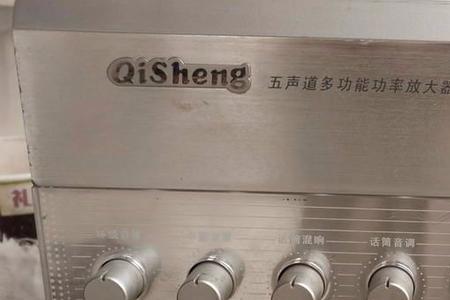 QiSheng 五声道多功能功率放大器
话筒混响 话筒音调
礼